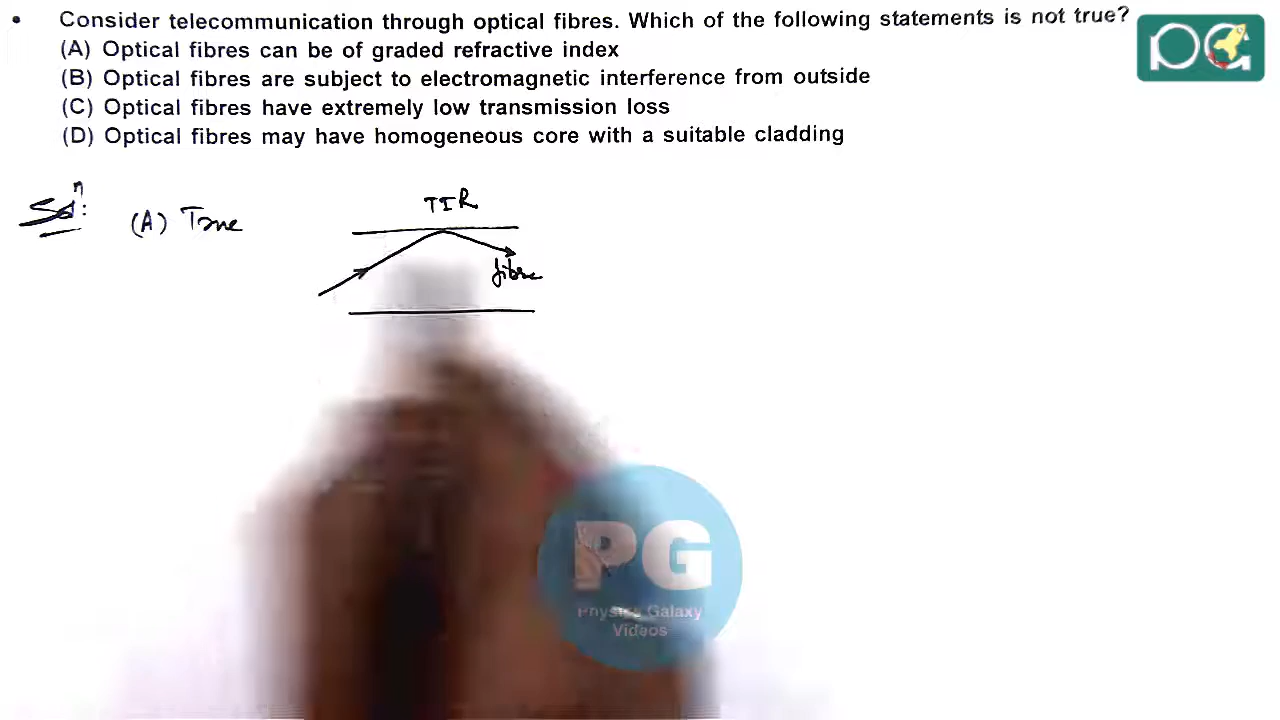 • Consider telecommunication through optical fibres. Which of the following statements is not true?
(A) Optical fibres can be of graded refractive index
(B) Optical fibres are subject to electromagnetic interference from outside
(C) Optical fibres have extremely low transmission loss
(D) Optical fibres may have homogeneous core with a suitable cladding
PG
Solⁿ: (A) True
TIR
fibre
PG
Physics Galaxy
Videos